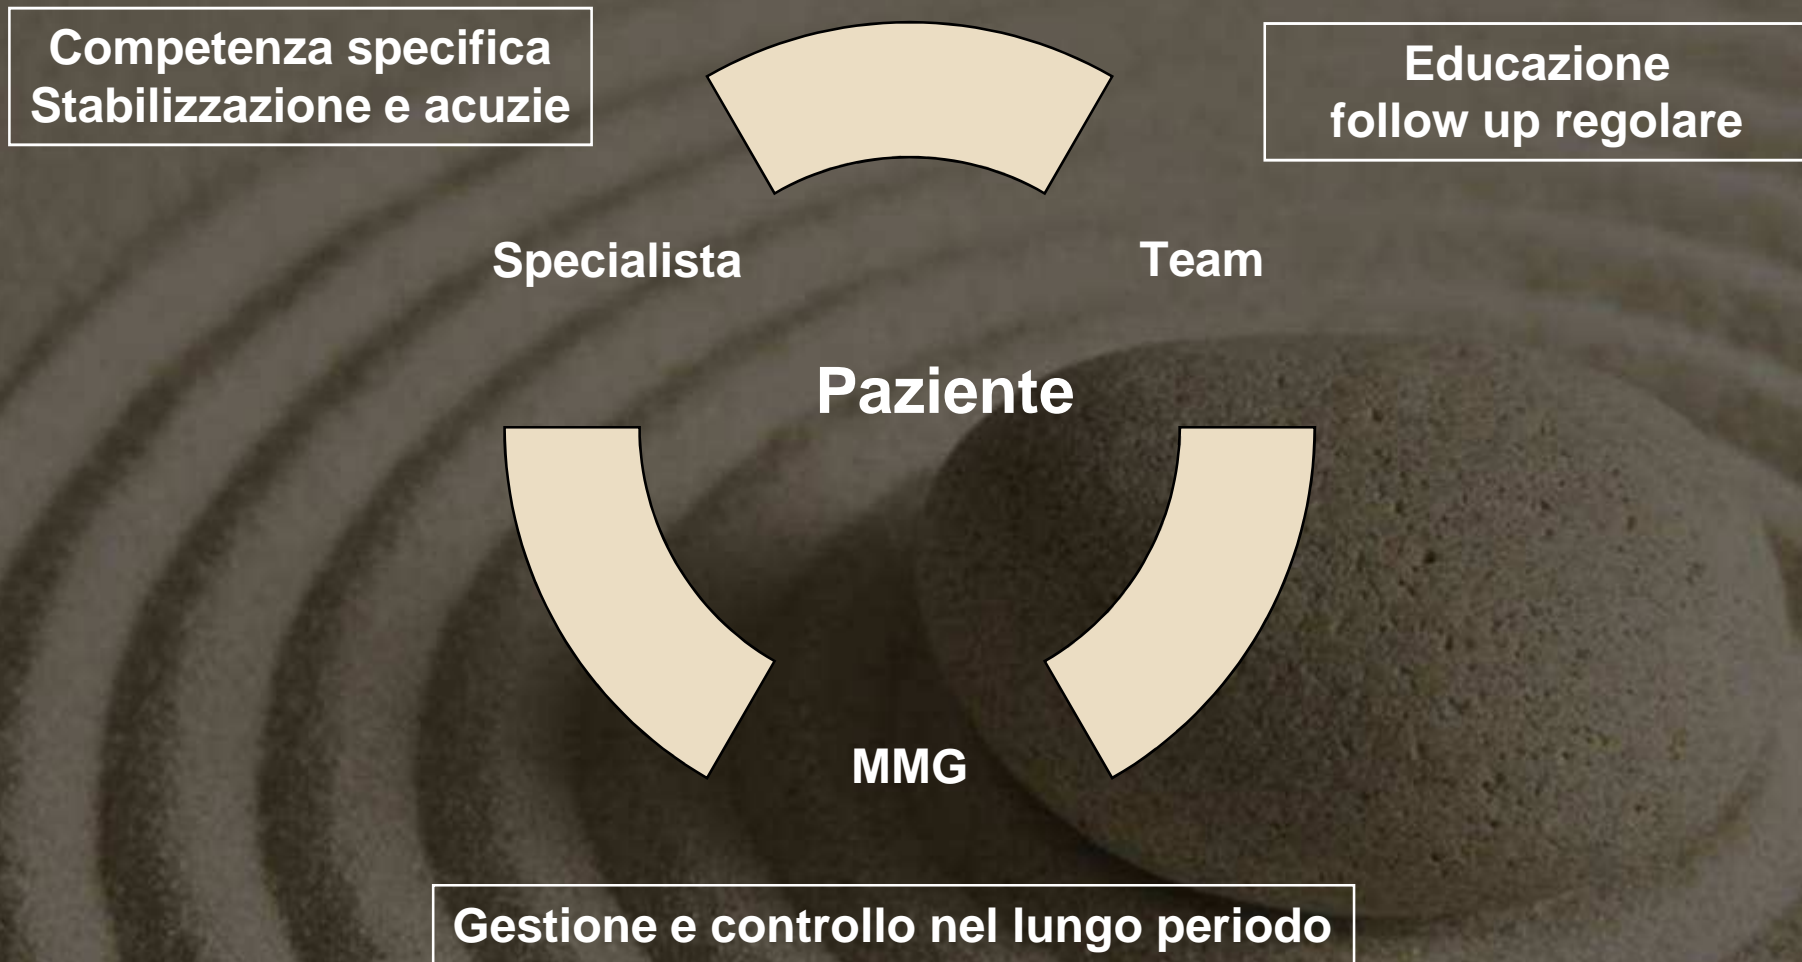 Competenza specifica
Stabilizzazione e acuzie
Educazione
follow up regolare
Specialista
Team
Paziente
MMG
Gestione e controllo nel lungo periodo